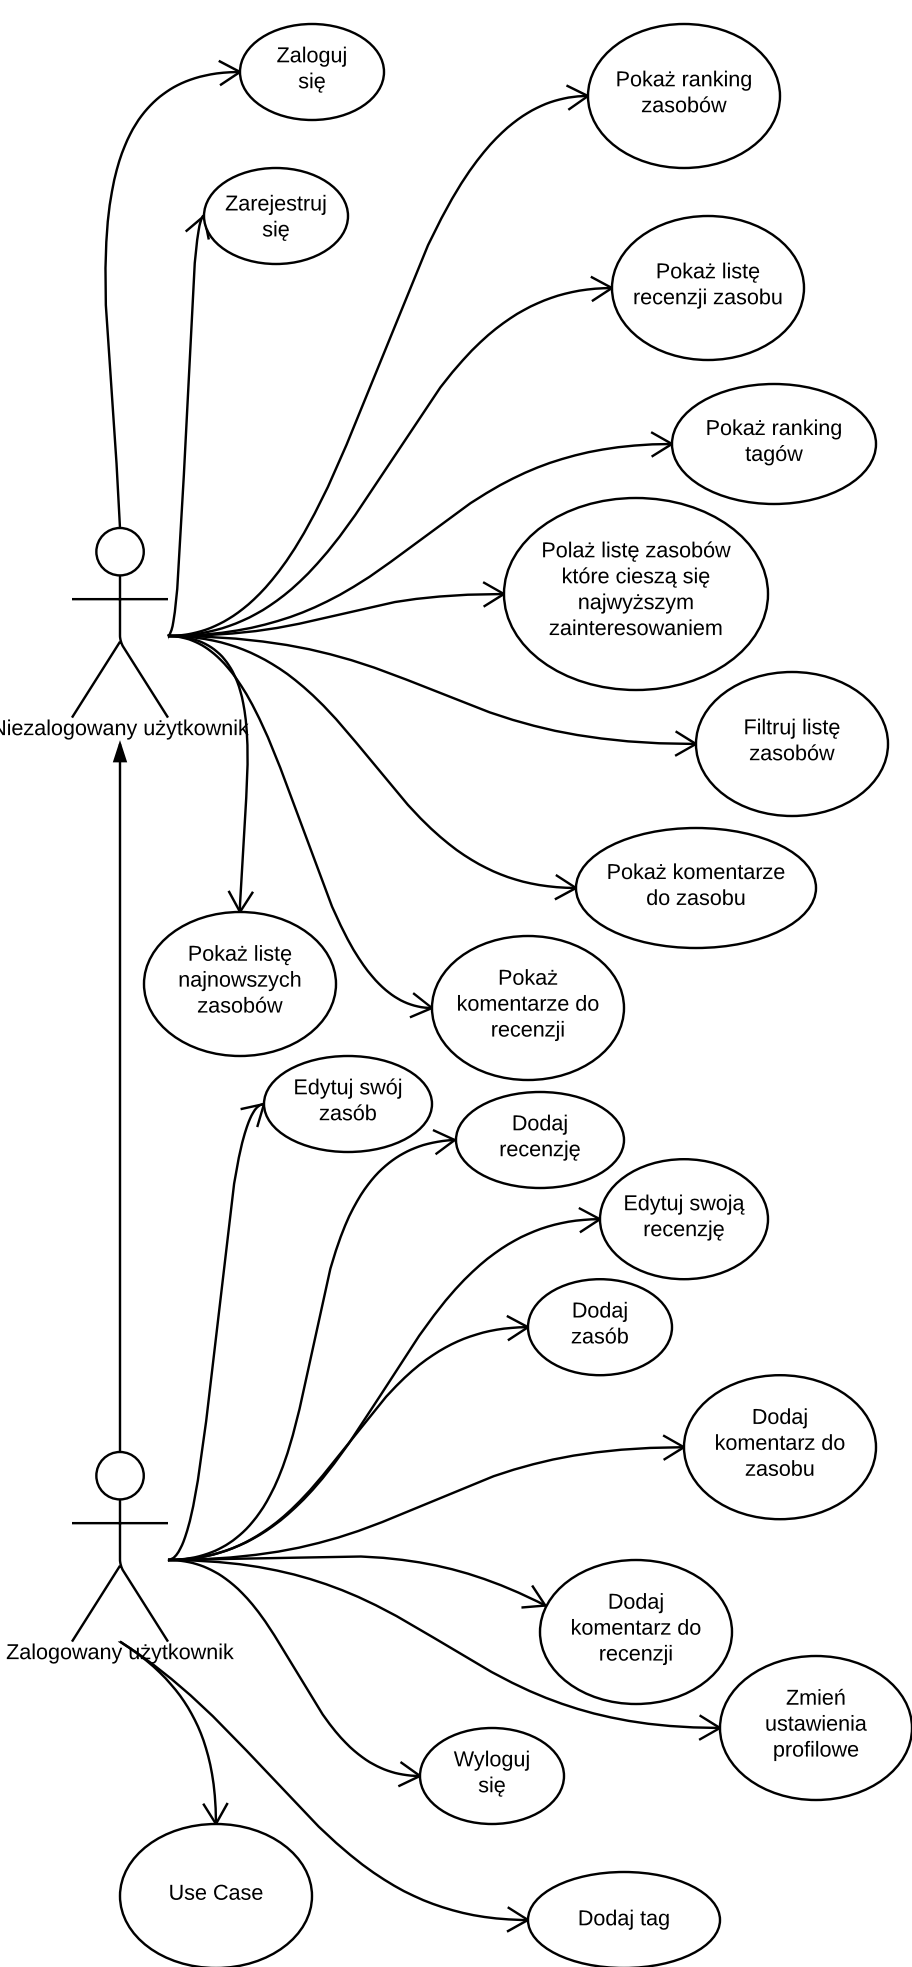 Zaloguj
się
Pokaż ranking
zasobów
Zarejestruj
się
Pokaż listę
recenzji zasobu
Pokaż ranking
tagów
Polaż listę zasobów
które cieszą się
najwyższym
zainteresowaniem
Niezalogowany użytkownik
Filtruj listę
zasobów
Pokaż komentarze
do zasobu
Pokaż listę
najnowszych
zasobów
Pokaż
komentarze do
recenzji
Edytuj swój
zasób
Dodaj
recenzję
Edytuj swoją
recenzję
Dodaj
zasób
Dodaj
komentarz do
zasobu
Dodaj
komentarz do
recenzji
Zalogowany użytkownik
Zmień
ustawienia
profilowe
Wyloguj
się
Use Case
Dodaj tag